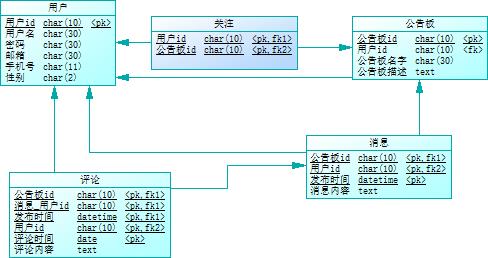 用户
用户id char(10) <pk>
用户名 char(30)
密码 char(30)
邮箱 char(30)
手机号 char(11)
性别 char(2)
关注
用户id char(10) <pk,fk1>
公告板id char(10) <pk,fk2>
公告板
公告板id char(10) <pk>
用户id char(10) <fk>
公告板名字 char(30)
公告板描述 text
消息
公告板id char(10) <pk,fk1>
用户id char(10) <pk,fk2>
发布时间 datetime <pk>
消息内容 text
评论
公告板id char(10) <pk,fk1>
消息_用户id char(10) <pk,fk1>
发布时间 datetime <pk,fk1>
用户id char(10) <pk,fk2>
评论时间 date <pk>
评论内容 text